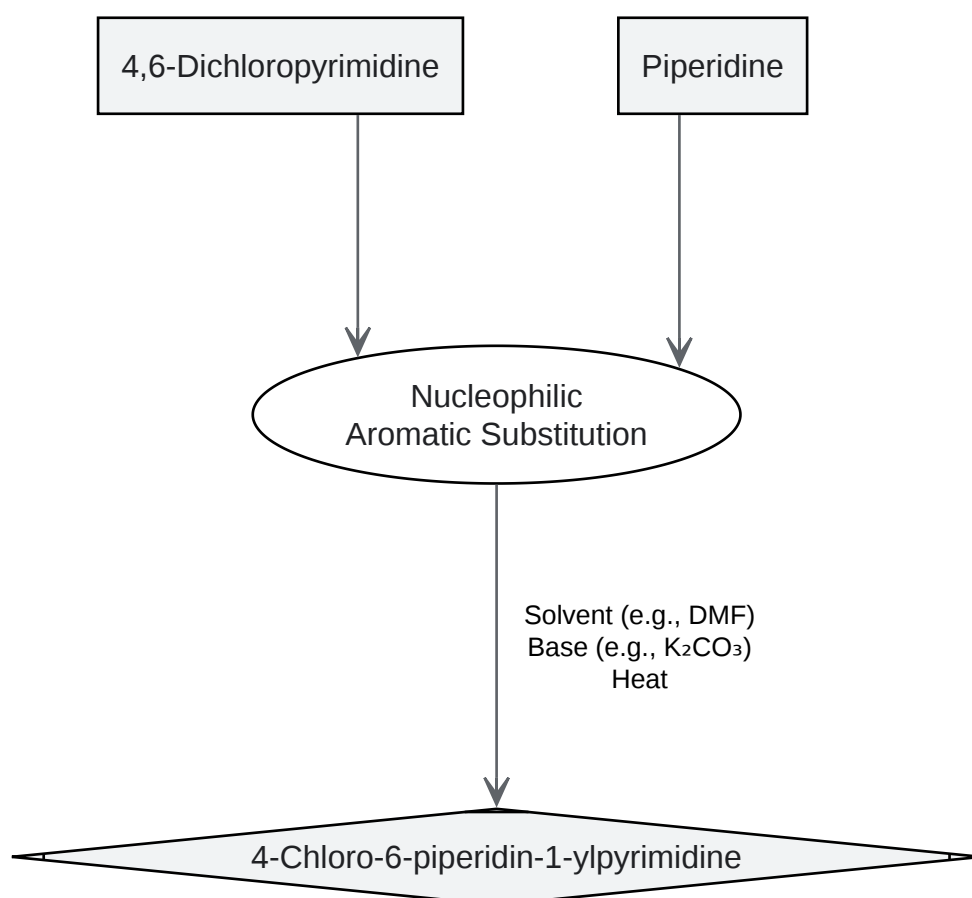 4,6-Dichloropyrimidine
Piperidine
Nucleophilic
Aromatic Substitution
Solvent (e.g., DMF)
Base (e.g., K₂CO₃)
Heat
4-Chloro-6-piperidin-1-ylpyrimidine